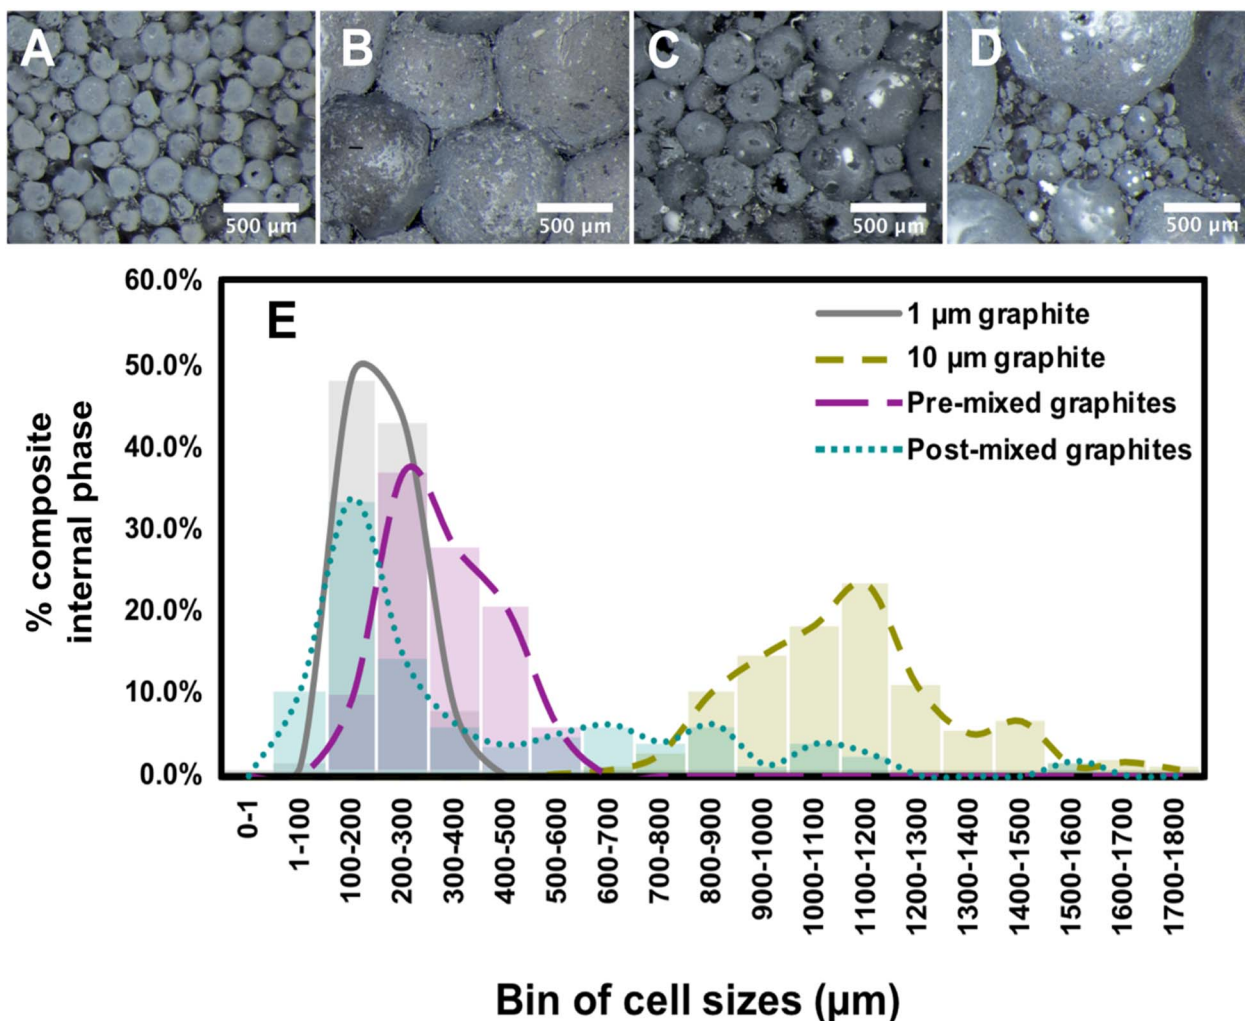 A
B
C
D
500 µm
500 µm
500 µm
500 µm
E
60.0%
50.0%
40.0%
30.0%
20.0%
10.0%
0.0%
% composite
internal phase
1 µm graphite
10 µm graphite
Pre-mixed graphites
Post-mixed graphites
0-1
1-100
100-200
200-300
300-400
400-500
500-600
600-700
700-800
800-900
900-1000
1000-1100
1100-1200
1200-1300
1300-1400
1400-1500
1500-1600
1600-1700
1700-1800
Bin of cell sizes (µm)